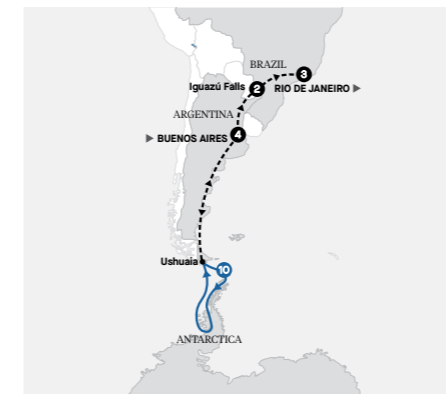 BRAZIL
3
Iguazú Falls 2 RIO DE JANEIRO ▶
ARGENTINA
▶ BUENOS AIRES 4
Ushuaia 10
ANTARCTICA